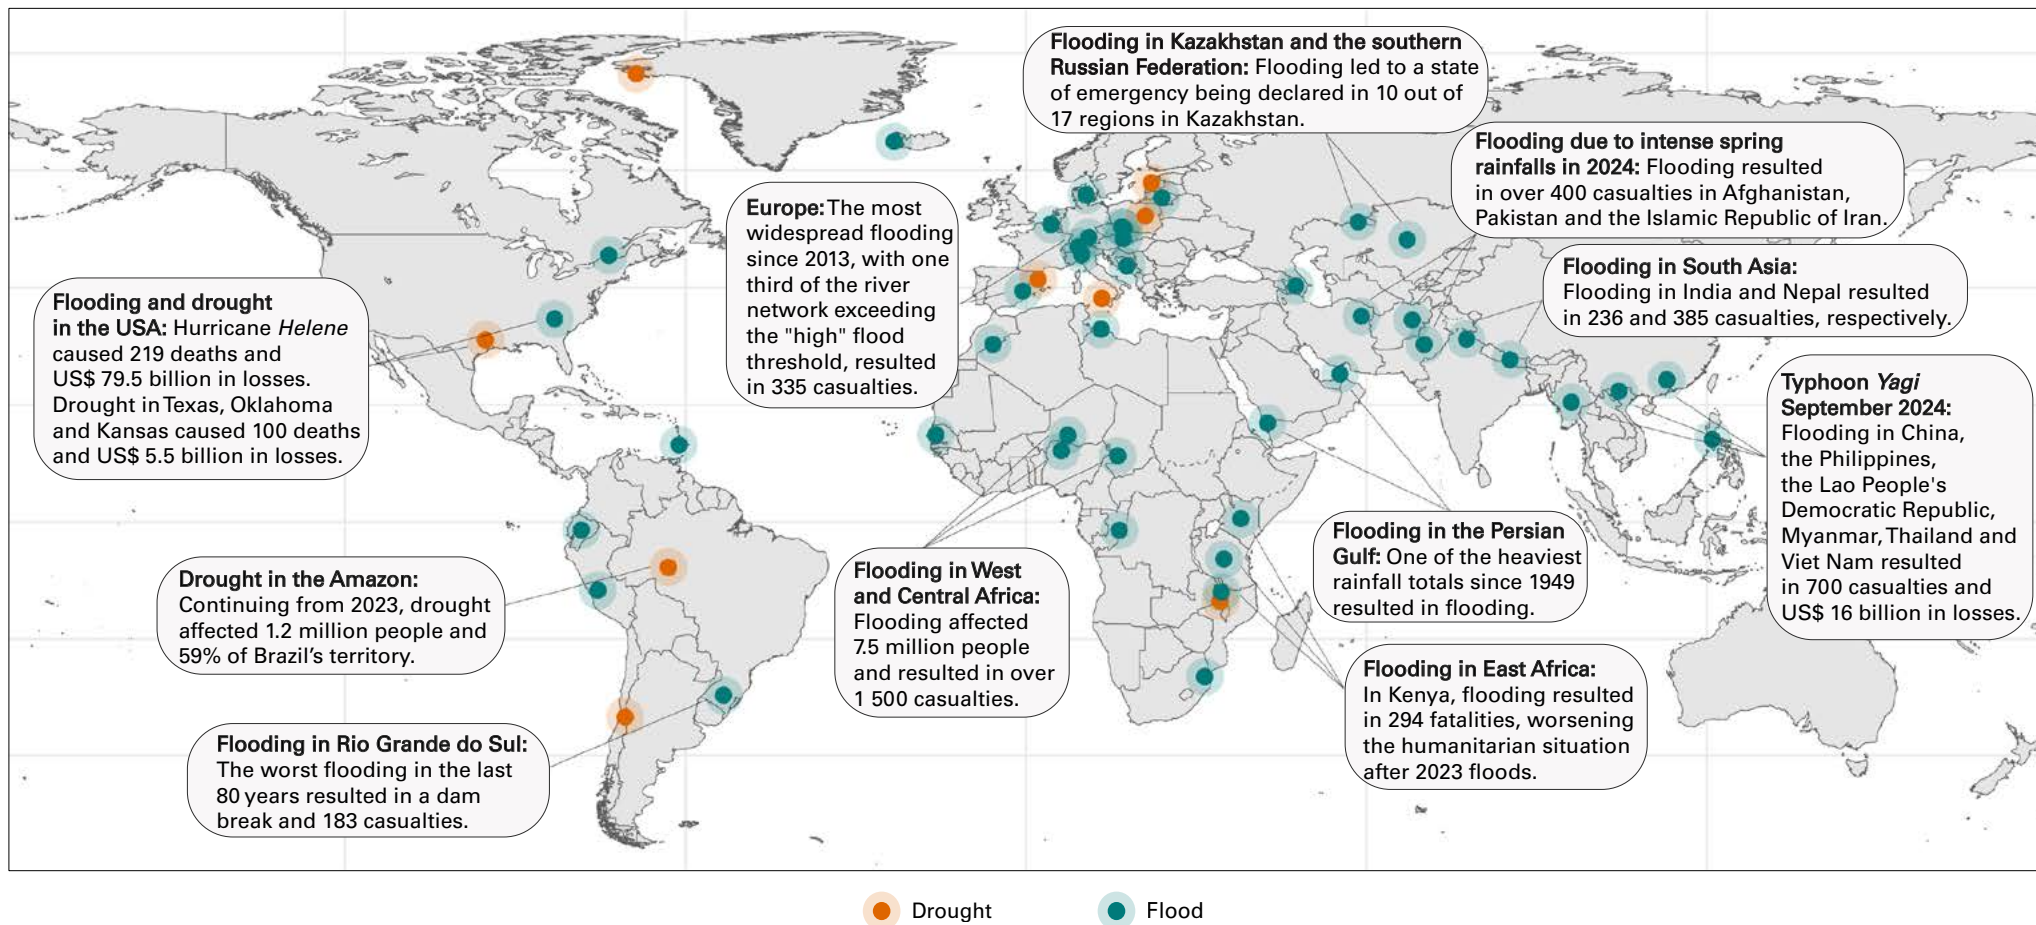 Flooding in Kazakhstan and the southern
Russian Federation: Flooding led to a state
of emergency being declared in 10 out of
17 regions in Kazakhstan.
Flooding due to intense spring
rainfalls in 2024: Flooding resulted
in over 400 casualties in Afghanistan,
Pakistan and the Islamic Republic of Iran.
Europe: The most
widespread flooding
since 2013, with one
third of the river
network exceeding
the "high" flood
threshold, resulted
in 335 casualties.
Flooding in South Asia:
Flooding in India and Nepal resulted
in 236 and 385 casualties, respectively.
Flooding and drought
in the USA: Hurricane Helene
caused 219 deaths and
US$ 79.5 billion in losses.
Drought in Texas, Oklahoma
and Kansas caused 100 deaths
and US$ 5.5 billion in losses.
Typhoon Yagi
September 2024:
Flooding in China,
the Philippines,
the Lao People's
Democratic Republic,
Myanmar, Thailand and
Viet Nam resulted
in 700 casualties and
US$ 16 billion in losses.
Flooding in the Persian
Gulf: One of the heaviest
rainfall totals since 1949
resulted in flooding.
Drought in the Amazon:
Continuing from 2023, drought
affected 1.2 million people and
59% of Brazil’s territory.
Flooding in West
and Central Africa:
Flooding affected
7.5 million people
and resulted in over
1 500 casualties.
Flooding in East Africa:
In Kenya, flooding resulted
in 294 fatalities, worsening
the humanitarian situation
after 2023 floods.
Flooding in Rio Grande do Sul:
The worst flooding in the last
80 years resulted in a dam
break and 183 casualties.
Drought
Flood